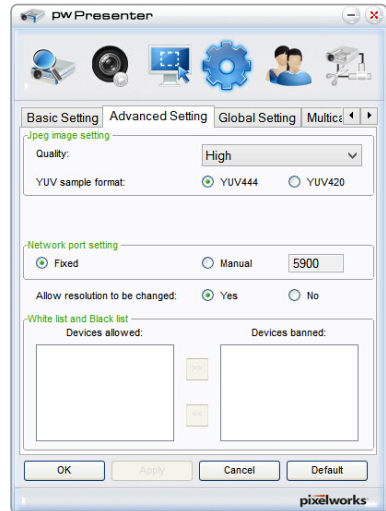 pwPresenter
Basic Setting Advanced Setting Global Setting Multica
Jpeg image setting
Quality: High
YUV sample format: YUV444 YUV420
Network port setting
Fixed Manual 5900
Allow resolution to be changed: Yes No
White list and Black list
Devices allowed: Devices banned:
>>
<<
OK Apply Cancel Default
pixelworks